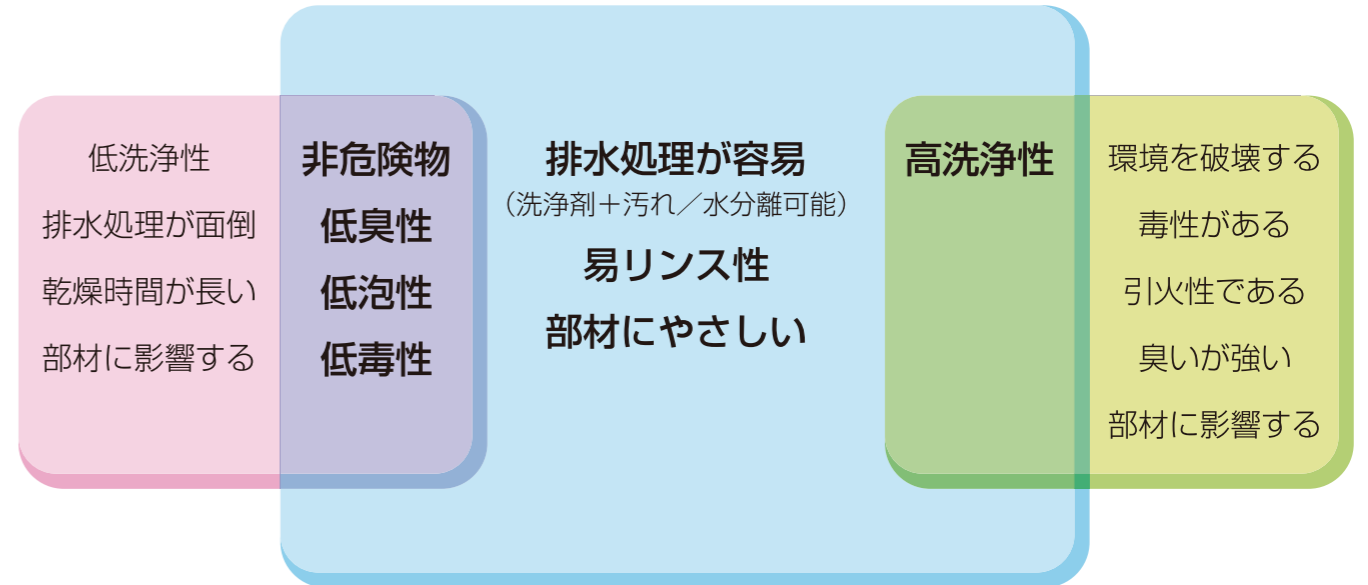 低洗浄性
排水処理が面倒
乾燥時間が長い
部材に影響する
非危険物
低臭性
低泡性
低毒性
排水処理が容易
（洗浄剤＋汚れ／水分離可能）
易リンス性
部材にやさしい
高洗浄性
環境を破壊する
毒性がある
引火性である
臭いが強い
部材に影響する